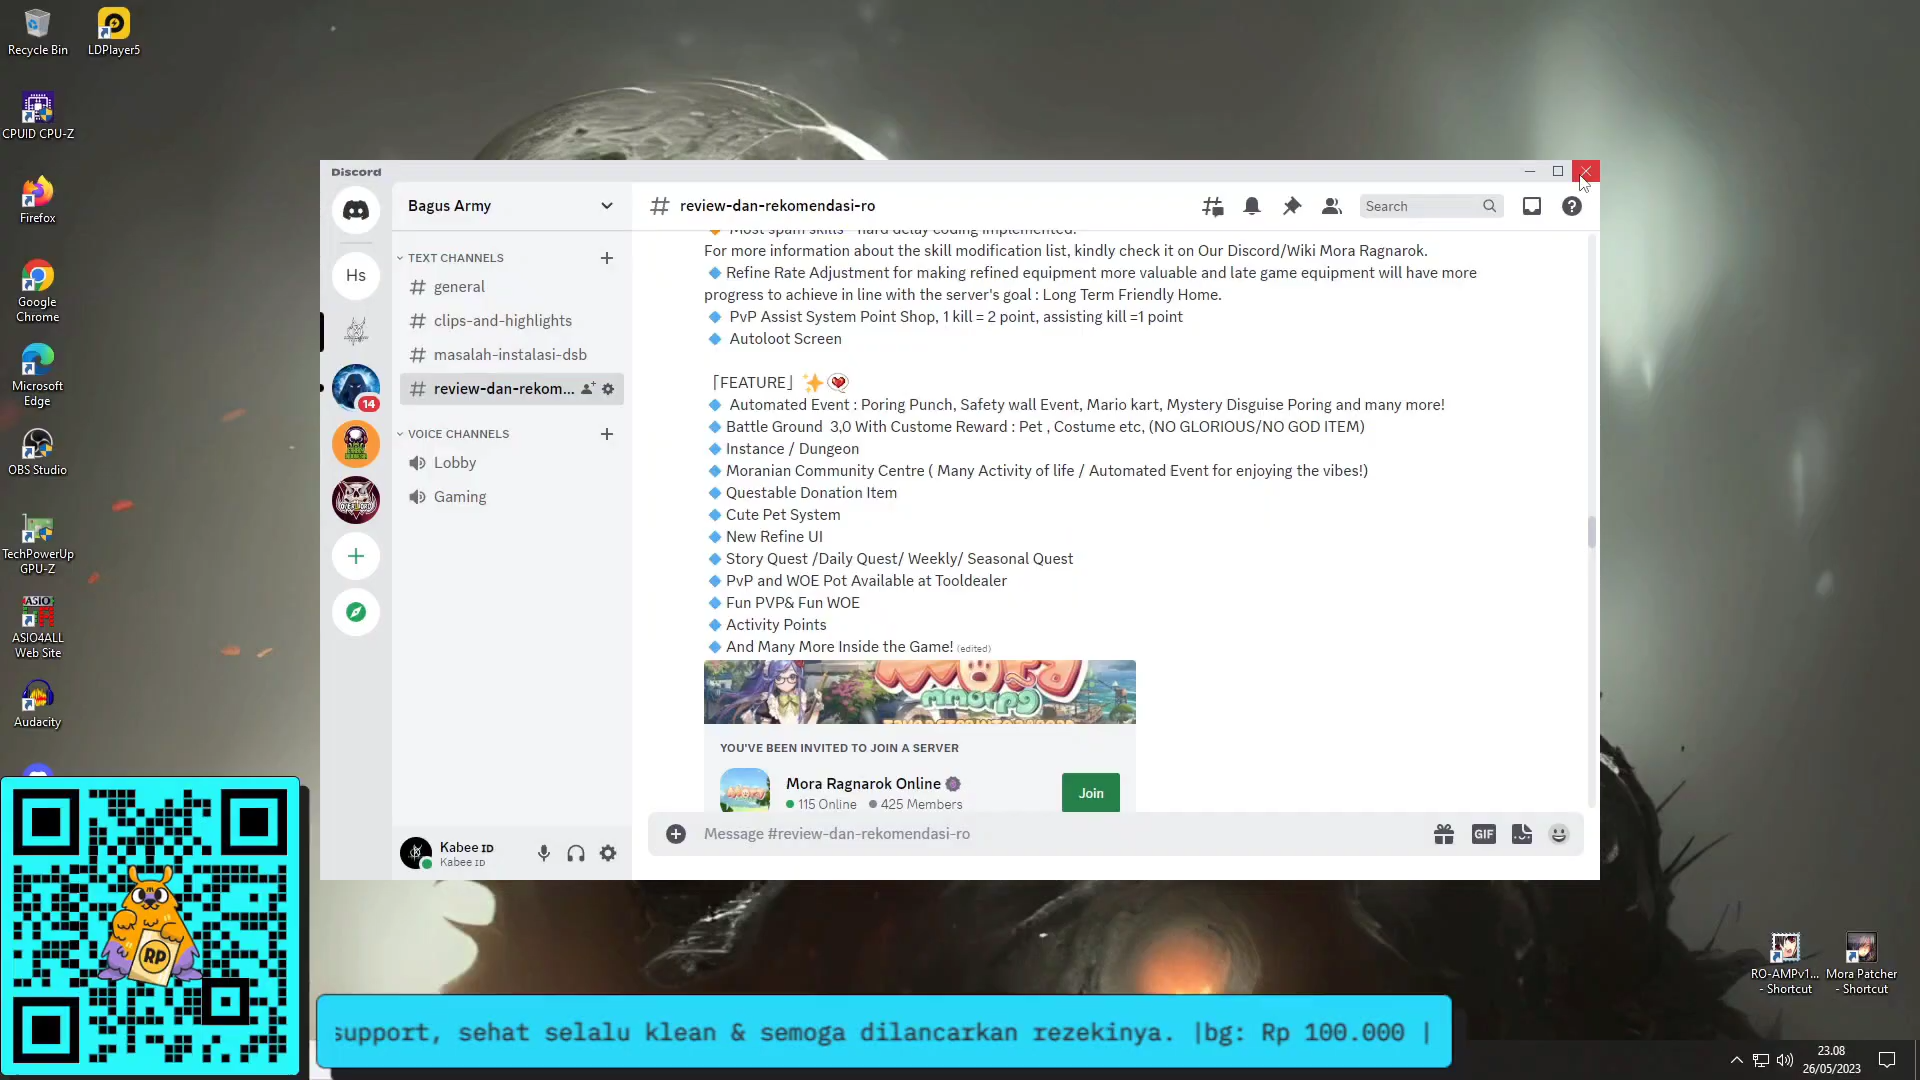 Recycle Bin
LDPlayer5
CPUID CPU-Z
Firefox
Google
Chrome
Microsoft
Edge
OBS Studio
TechPowerUp
GPU-Z
ASIO4ALL
Web Site
Audacity
Discord
Bagus Army
review-dan-rekomendasi-ro
Search
Hs
14
TEXT CHANNELS
general
clips-and-highlights
masalah-instalasi-dsb
review-dan-rekom...
VOICE CHANNELS
Lobby
Gaming
Kabee ID
Kabee ID
Most spam skills - hard delay coding implemented.
For more information about the skill modification list, kindly check it on Our Discord/Wiki Mora Ragnarok.
Refine Rate Adjustment for making refined equipment more valuable and late game equipment will have more
progress to achieve in line with the server's goal : Long Term Friendly Home.
PvP Assist System Point Shop, 1 kill = 2 point, assisting kill =1 point
Autoloot Screen
「FEATURE」
Automated Event : Poring Punch, Safety wall Event, Mario kart, Mystery Disguise Poring and many more!
Battle Ground 3,0 With Custome Reward : Pet , Costume etc, (NO GLORIOUS/NO GOD ITEM)
Instance / Dungeon
Moranian Community Centre ( Many Activity of life / Automated Event for enjoying the vibes!)
Questable Donation Item
Cute Pet System
New Refine UI
Story Quest /Daily Quest/ Weekly/ Seasonal Quest
PvP and WOE Pot Available at Tooldealer
Fun PVP& Fun WOE
Activity Points
And Many More Inside the Game! (edited)
MMORPG
YOU'VE BEEN INVITED TO JOIN A SERVER
Mora Ragnarok Online
115 Online 425 Members
Join
Message #review-dan-rekomendasi-ro
GIF
RP
support, sehat selalu klean & semoga dilancarkan rezekinya. |bg: Rp 100.000 |
RO-AMPv1...
- Shortcut
Mora Patcher
- Shortcut
23.08
26/05/2023